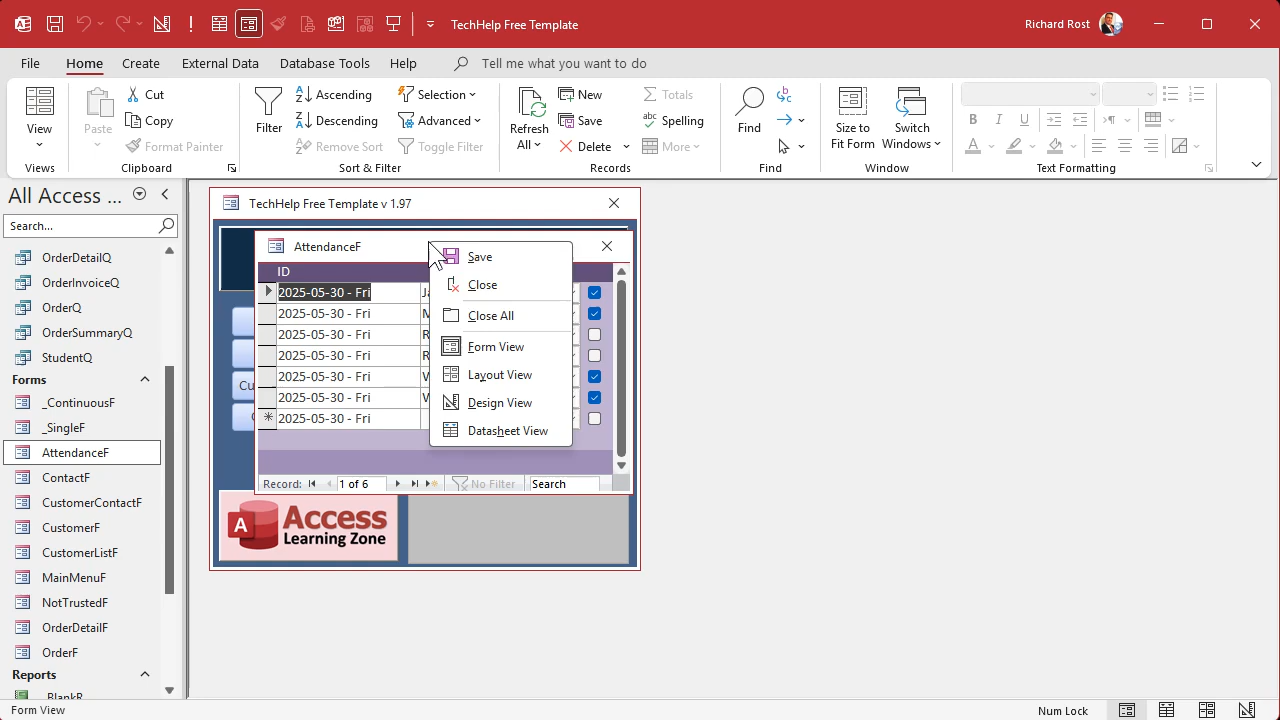 TechHelp Free Template
Richard Rost
File
Home
Create
External Data
Database Tools
Help
Tell me what you want to do
View
Views
Paste
Cut
Copy
Format Painter
Clipboard
Filter
Ascending
Descending
Remove Sort
Selection
Advanced
Toggle Filter
Sort & Filter
Refresh
All
New
Save
Delete
Totals
Spelling
More
Records
Find
Find
Size to
Fit Form
Switch
Windows
Window
B I U
A
Text Formatting
All Access ...
Search...
OrderDetailQ
OrderInvoiceQ
OrderQ
OrderSummaryQ
StudentQ
Forms
_ContinuousF
_SingleF
AttendanceF
ContactF
CustomerContactF
CustomerF
CustomerListF
MainMenuF
NotTrustedF
OrderDetailF
OrderF
Reports
_BlankR
TechHelp Free Template v 1.97
AttendanceF
ID
2025-05-30 - Fri
2025-05-30 - Fri
2025-05-30 - Fri
2025-05-30 - Fri
2025-05-30 - Fri
2025-05-30 - Fri
2025-05-30 - Fri
Record: 1 of 6 No Filter Search
Save
Close
Close All
Form View
Layout View
Design View
Datasheet View
A Access
Learning Zone
Form View
Num Lock